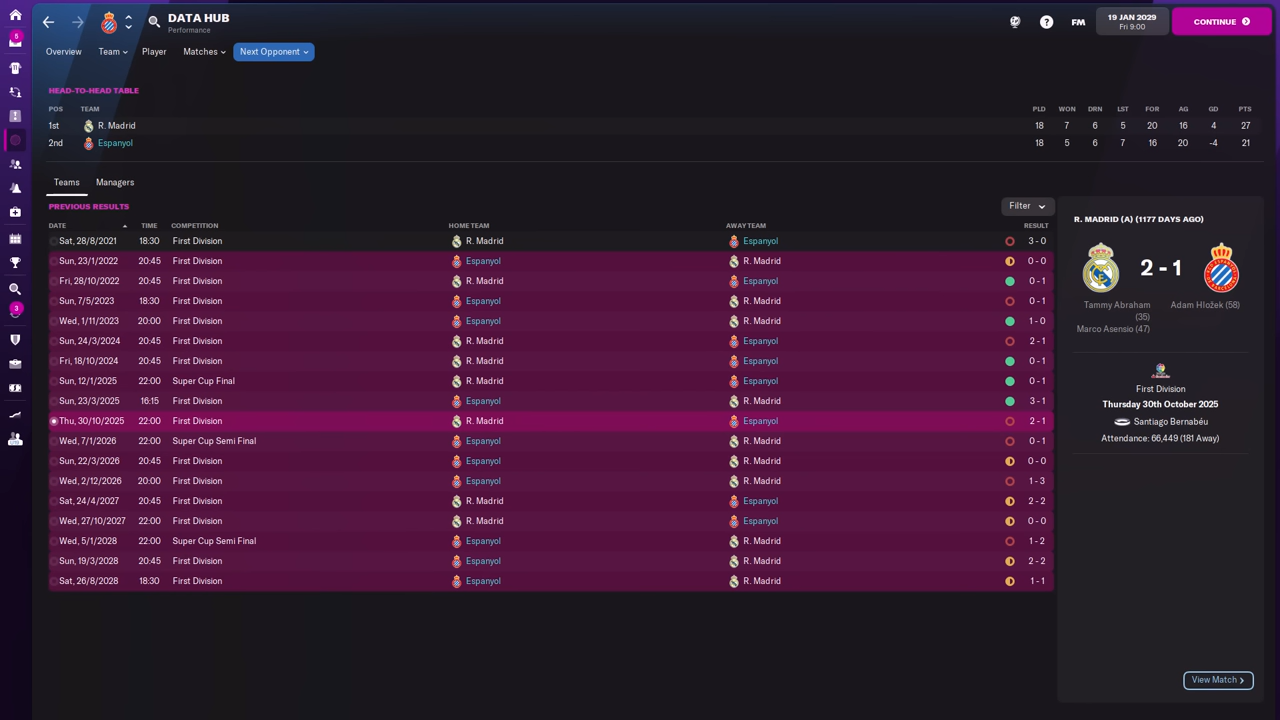 DATA HUB
Performance
19 JAN 2029
Fri 9:00
CONTINUE
FM
5
3
Overview Team Player Matches Next Opponent
HEAD-TO-HEAD TABLE
POS TEAM PLD WON DRN LST FOR AG GD PTS
1st R. Madrid 18 7 6 5 20 16 4 27
2nd Espanyol 18 5 6 7 16 20 -4 21
Teams Managers
PREVIOUS RESULTS
Filter
DATE TIME COMPETITION HOME TEAM AWAY TEAM RESULT
Sat, 28/8/2021 18:30 First Division R. Madrid Espanyol 3 - 0
Sun, 23/1/2022 20:45 First Division Espanyol R. Madrid 0 - 0
Fri, 28/10/2022 20:45 First Division R. Madrid Espanyol 0 - 1
Sun, 7/5/2023 18:30 First Division Espanyol R. Madrid 0 - 1
Wed, 1/11/2023 20:00 First Division Espanyol R. Madrid 1 - 0
Sun, 24/3/2024 20:45 First Division R. Madrid Espanyol 2 - 1
Fri, 18/10/2024 20:45 First Division R. Madrid Espanyol 0 - 1
Sun, 12/1/2025 22:00 Super Cup Final R. Madrid Espanyol 0 - 1
Sun, 23/3/2025 16:15 First Division Espanyol R. Madrid 3 - 1
Thu, 30/10/2025 22:00 First Division R. Madrid Espanyol 2 - 1
Wed, 7/1/2026 22:00 Super Cup Semi Final Espanyol R. Madrid 0 - 1
Sun, 22/3/2026 20:45 First Division Espanyol R. Madrid 0 - 0
Wed, 2/12/2026 20:00 First Division Espanyol R. Madrid 1 - 3
Sat, 24/4/2027 20:45 First Division R. Madrid Espanyol 2 - 2
Wed, 27/10/2027 22:00 First Division R. Madrid Espanyol 0 - 0
Wed, 5/1/2028 22:00 Super Cup Semi Final Espanyol R. Madrid 1 - 2
Sun, 19/3/2028 20:45 First Division Espanyol R. Madrid 2 - 2
Sat, 26/8/2028 18:30 First Division Espanyol R. Madrid 1 - 1
R. MADRID (A) (1177 DAYS AGO)
2 - 1
Tammy Abraham
(35)
Marco Asensio (47)
Adam Hložek (58)
First Division
Thursday 30th October 2025
Santiago Bernabéu
Attendance: 66,449 (181 Away)
View Match